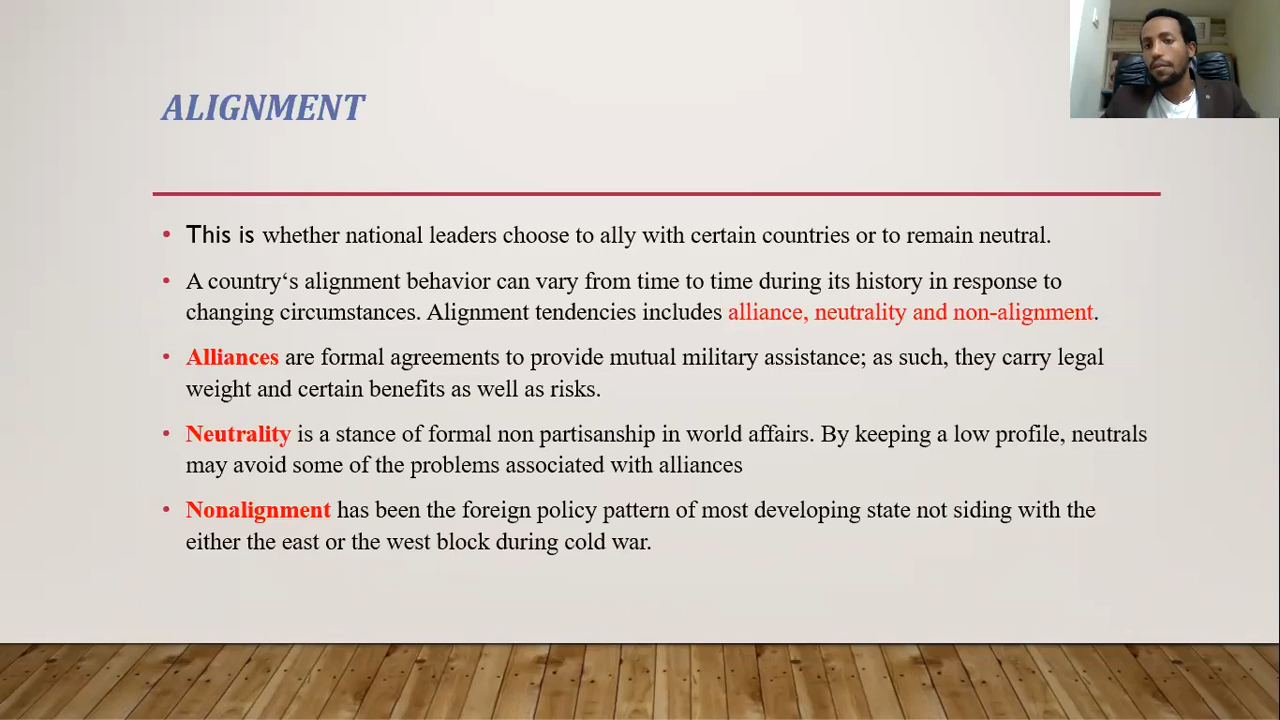 ALIGNMENT
• This is whether national leaders choose to ally with certain countries or to remain neutral.
• A country‘s alignment behavior can vary from time to time during its history in response to
changing circumstances. Alignment tendencies includes alliance, neutrality and non-alignment.
• Alliances are formal agreements to provide mutual military assistance; as such, they carry legal
weight and certain benefits as well as risks.
• Neutrality is a stance of formal non partisanship in world affairs. By keeping a low profile, neutrals
may avoid some of the problems associated with alliances
• Nonalignment has been the foreign policy pattern of most developing state not siding with the
either the east or the west block during cold war.